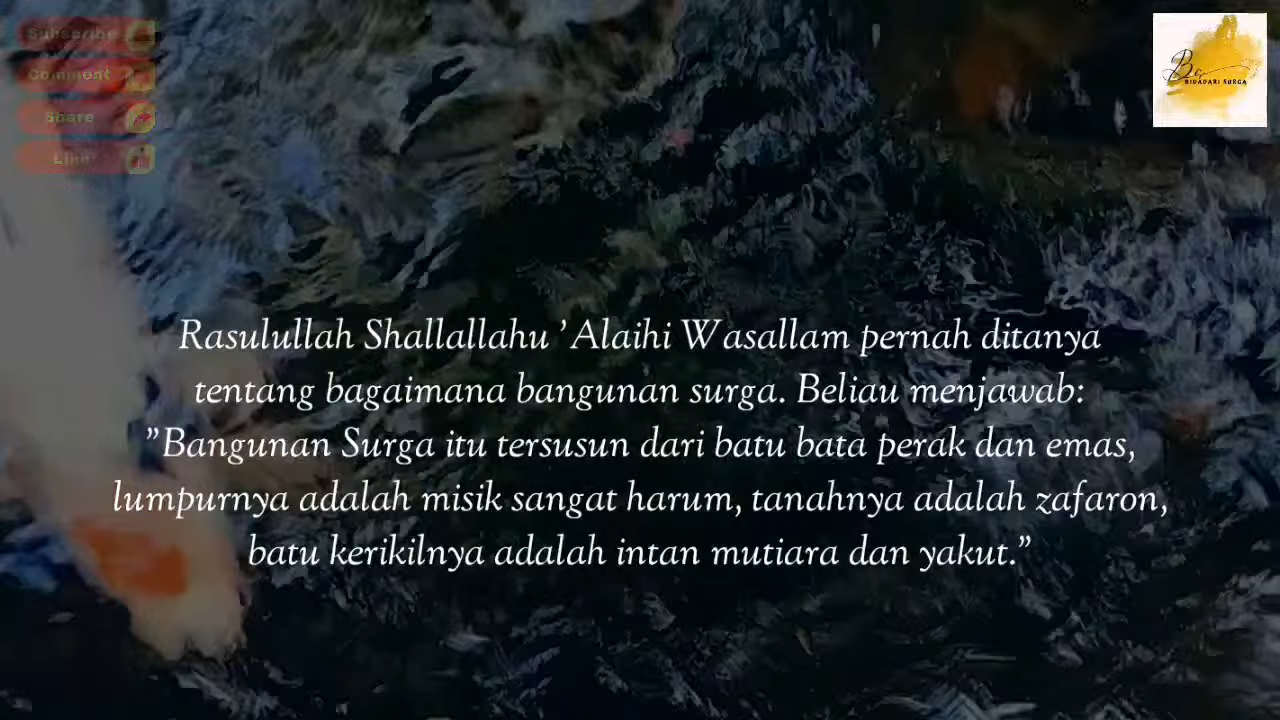 Subscribe
Comment
Share
Like
Bs
BIDADARI SURGA
Rasulullah Shallallahu ’Alaihi Wasallam pernah ditanya
tentang bagaimana bangunan surga. Beliau menjawab:
”Bangunan Surga itu tersusun dari batu bata perak dan emas,
lumpurnya adalah misik sangat harum, tanahnya adalah zafaron,
batu kerikilnya adalah intan mutiara dan yakut.”